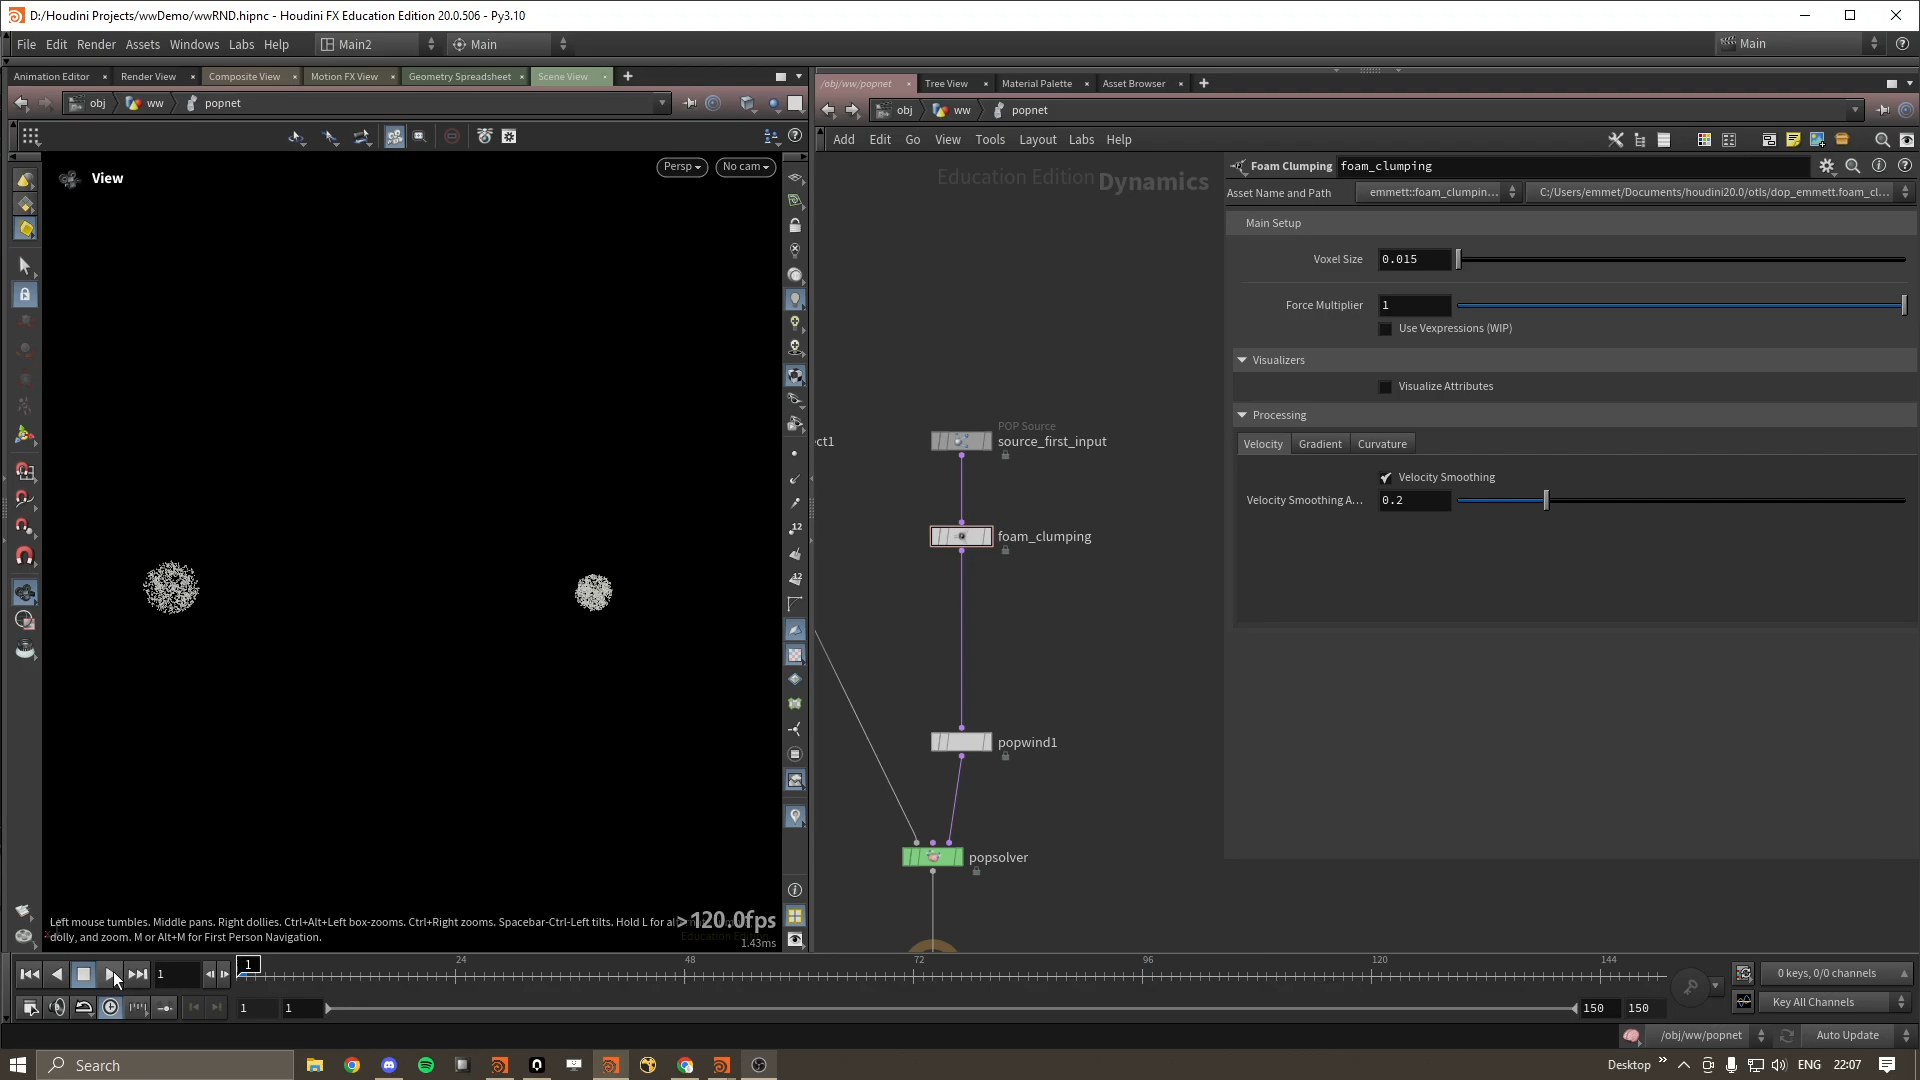 D:/Houdini Projects/wwDemo/wwRND.hipnc - Houdini FX Education Edition 20.0.506 - Py3.10
File Edit Render Assets Windows Labs Help Main2 Main Main
Animation Editor Render View Composite View Motion FX View Geometry Spreadsheet Scene View
/obj/ww/popnet Tree View Material Palette Asset Browser
obj ww popnet
obj ww popnet
Add Edit Go View Tools Layout Labs Help
View
Persp No cam
Education Edition Dynamics
Foam Clumping foam_clumping
Asset Name and Path emmett::foam_clumpin... C:/Users/emmet/Documents/houdini20.0/otls/dop_emmett.foam_cl...
Main Setup
Voxel Size 0.015
Force Multiplier 1
Use Vexpressions (WIP)
Visualizers
Visualize Attributes
Processing
Velocity Gradient Curvature
Velocity Smoothing
Velocity Smoothing A... 0.2
POP Source
ect1 source_first_input
foam_clumping
popwind1
popsolver
12
12
Left mouse tumbles. Middle pans. Right dollies. Ctrl+Alt+Left box-zooms. Ctrl+Right zooms. Spacebar-Ctrl-Left tilts. Hold L for al
dolly, and zoom. M or Alt+M for First Person Navigation.
>120.0fps
Education Edition
1.43ms
1 1 24 48 72 96 120 144
0 keys, 0/0 channels
1 1 150 150
Key All Channels
/obj/ww/popnet Auto Update
Search Desktop ENG 22:07